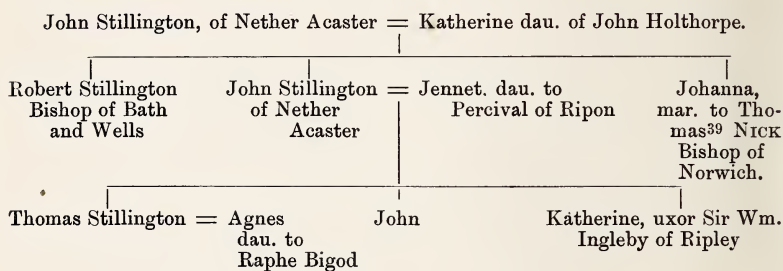 John Stillington, of Nether Acaster = Katherine dau. of John Holthorpe.
Robert Stillington
Bishop of Bath
and Wells
John Stillington = Jennet. dau. to
of Nether Percival of Ripon
Acaster
Johanna,
mar. to Tho-
mas39 NICK
Bishop of
Norwich.
Thomas Stillington = Agnes
dau. to
Raphe Bigod
John
Katherine, uxor Sir Wm.
Ingleby of Ripley